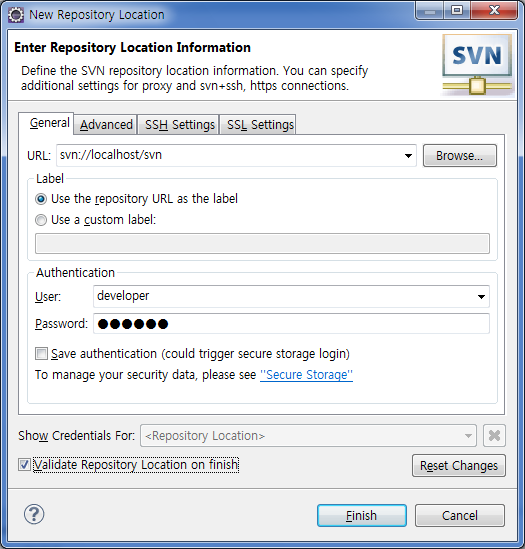 New Repository Location
Enter Repository Location Information
SVN
Define the SVN repository location information. You can specify
additional settings for proxy and svn+ssh, https connections.
General Advanced SSH Settings SSL Settings
URL: svn://localhost/svn Browse...
Label
Use the repository URL as the label
Use a custom label:
Authentication
User: developer
Password: ●●●●●●
Save authentication (could trigger secure storage login)
To manage your security data, please see "Secure Storage"
Show Credentials For: <Repository Location>
Validate Repository Location on finish Reset Changes
? Finish Cancel